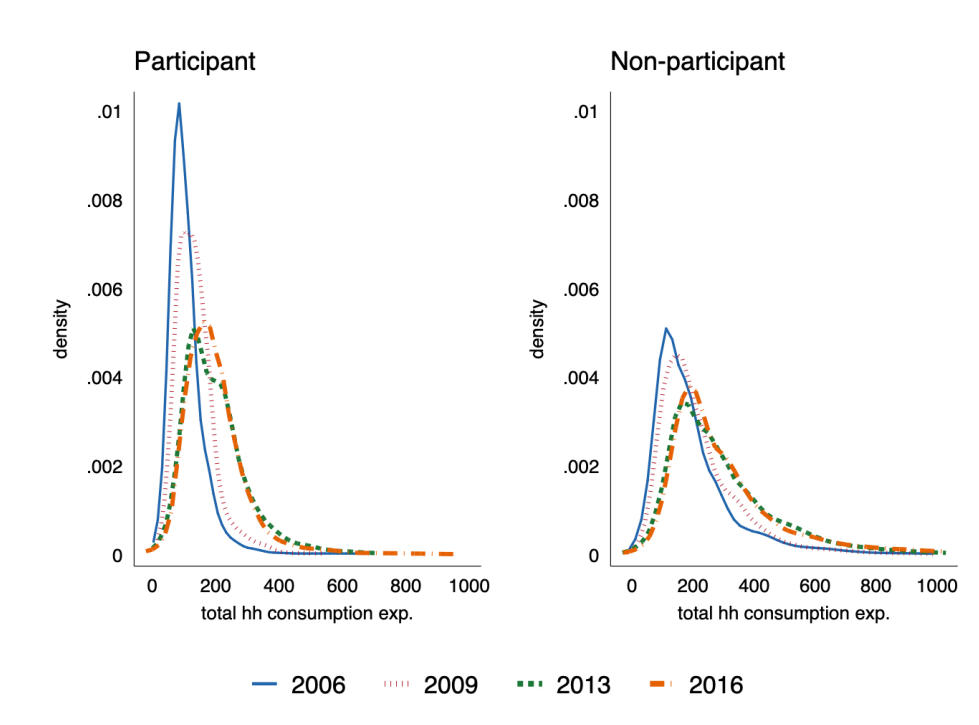 Participant
.01
.008
.006
.004
.002
0
density
0 200 400 600 800 1000
total hh consumption exp.
Non-participant
.01
.008
.006
.004
.002
0
density
0 200 400 600 800 1000
total hh consumption exp.
2006 2009 2013 2016